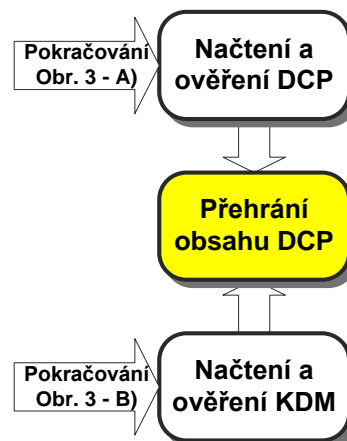 Pokračování
Obr. 3 - A)
Načtení a
ověření DCP
Přehrání
obsahu DCP
Pokračování
Obr. 3 - B)
Načtení a
ověření KDM